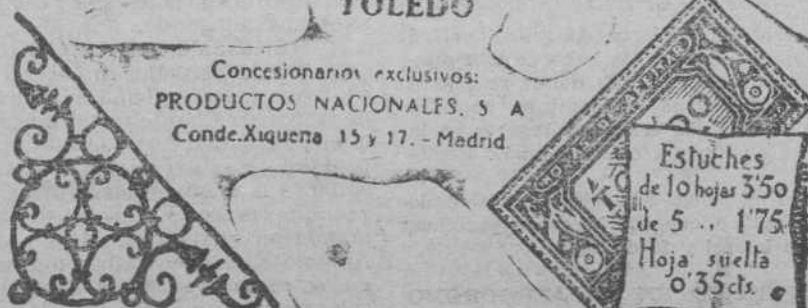 TOLEDO
Concesionarios exclusivos:
PRODUCTOS NACIONALES, S A
Conde.Xiquena 15 y 17. - Madrid
Estuches
de 10 hojas 3'50
de 5 .. 1'75
Hoja suelta
0'35 cts.